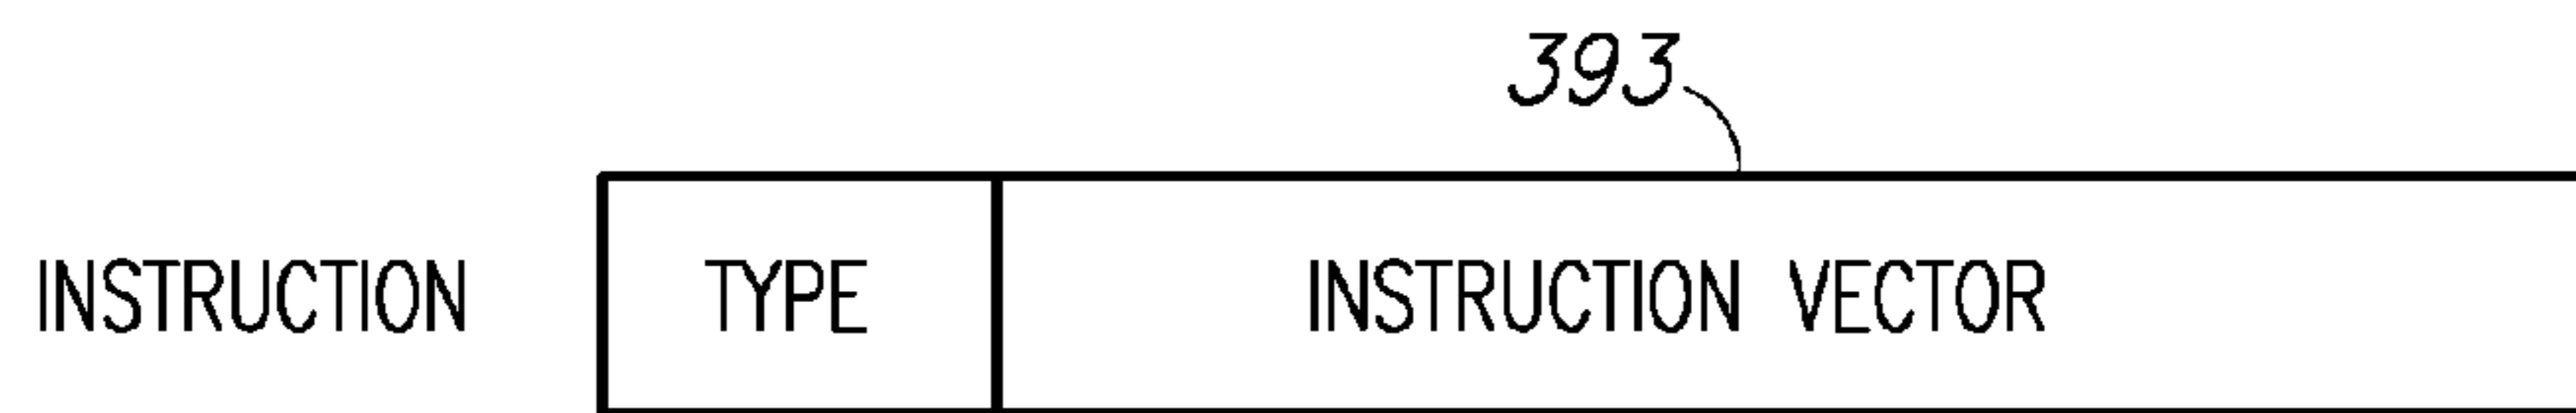 393
INSTRUCTION TYPE INSTRUCTION VECTOR